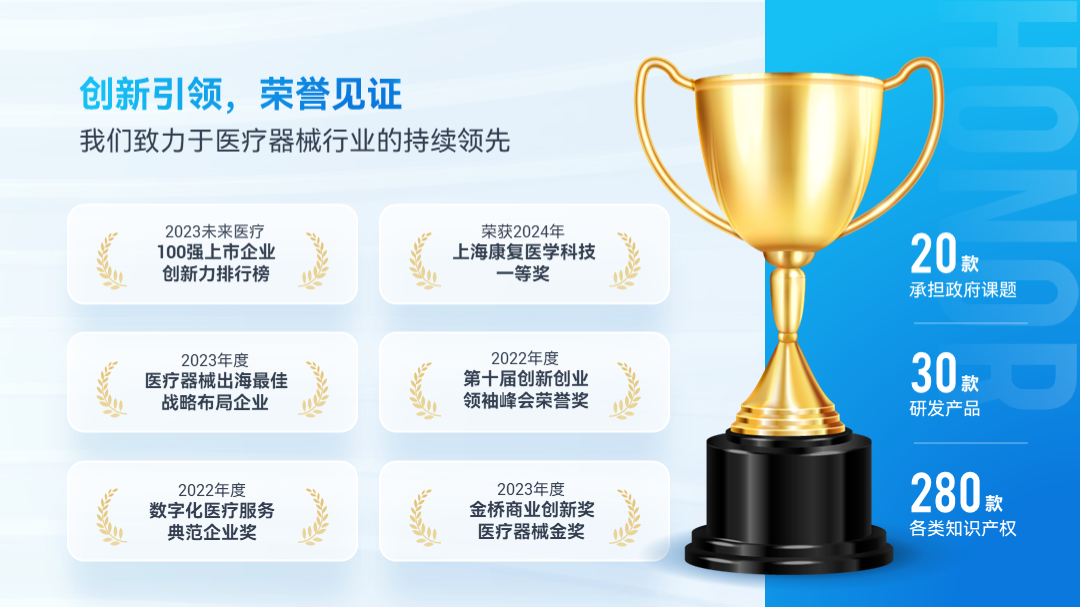 创新引领，荣誉见证
我们致力于医疗器械行业的持续领先
2023未来医疗
100强上市企业
创新力排行榜
荣获2024年
上海康复医学科技
一等奖
2023年度
医疗器械出海最佳
战略布局企业
2022年度
第十届创新创业
领袖峰会荣誉奖
2022年度
数字化医疗服务
典范企业奖
2023年度
金桥商业创新奖
医疗器械金奖
HONOR
20款
承担政府课题
30款
研发产品
280款
各类知识产权